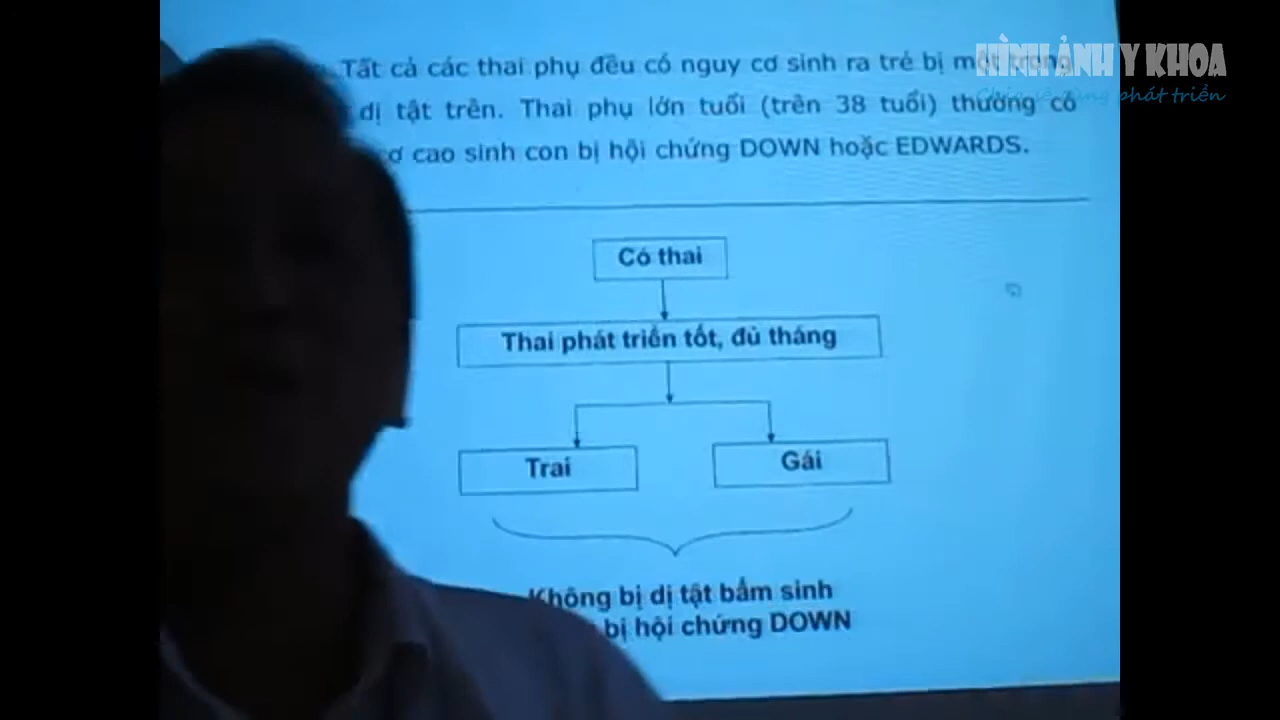 HÌNH ẢNH Y KHOA
phát triển
Tất cả các thai phụ đều có nguy cơ sinh ra trẻ bị
dị tật trên. Thai phụ lớn tuổi (trên 38 tuổi) thường có
cao sinh con bị hội chứng DOWN hoặc EDWARDS.
Có thai
Thai phát triển tốt, đủ tháng
Trai
Gái
Không bị dị tật bẩm sinh
bị hội chứng DOWN